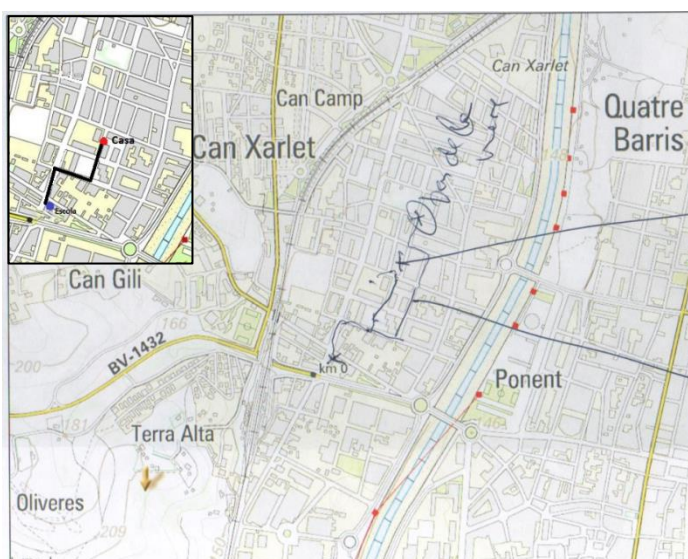 Casa
Escola
Can Xarlet
Can Camp
Quatre
Barris
Can Xarlet
Can Gili
166
BV-1432
200
km 0
Ponent
181
146
Terra Alta
Oliveres
209